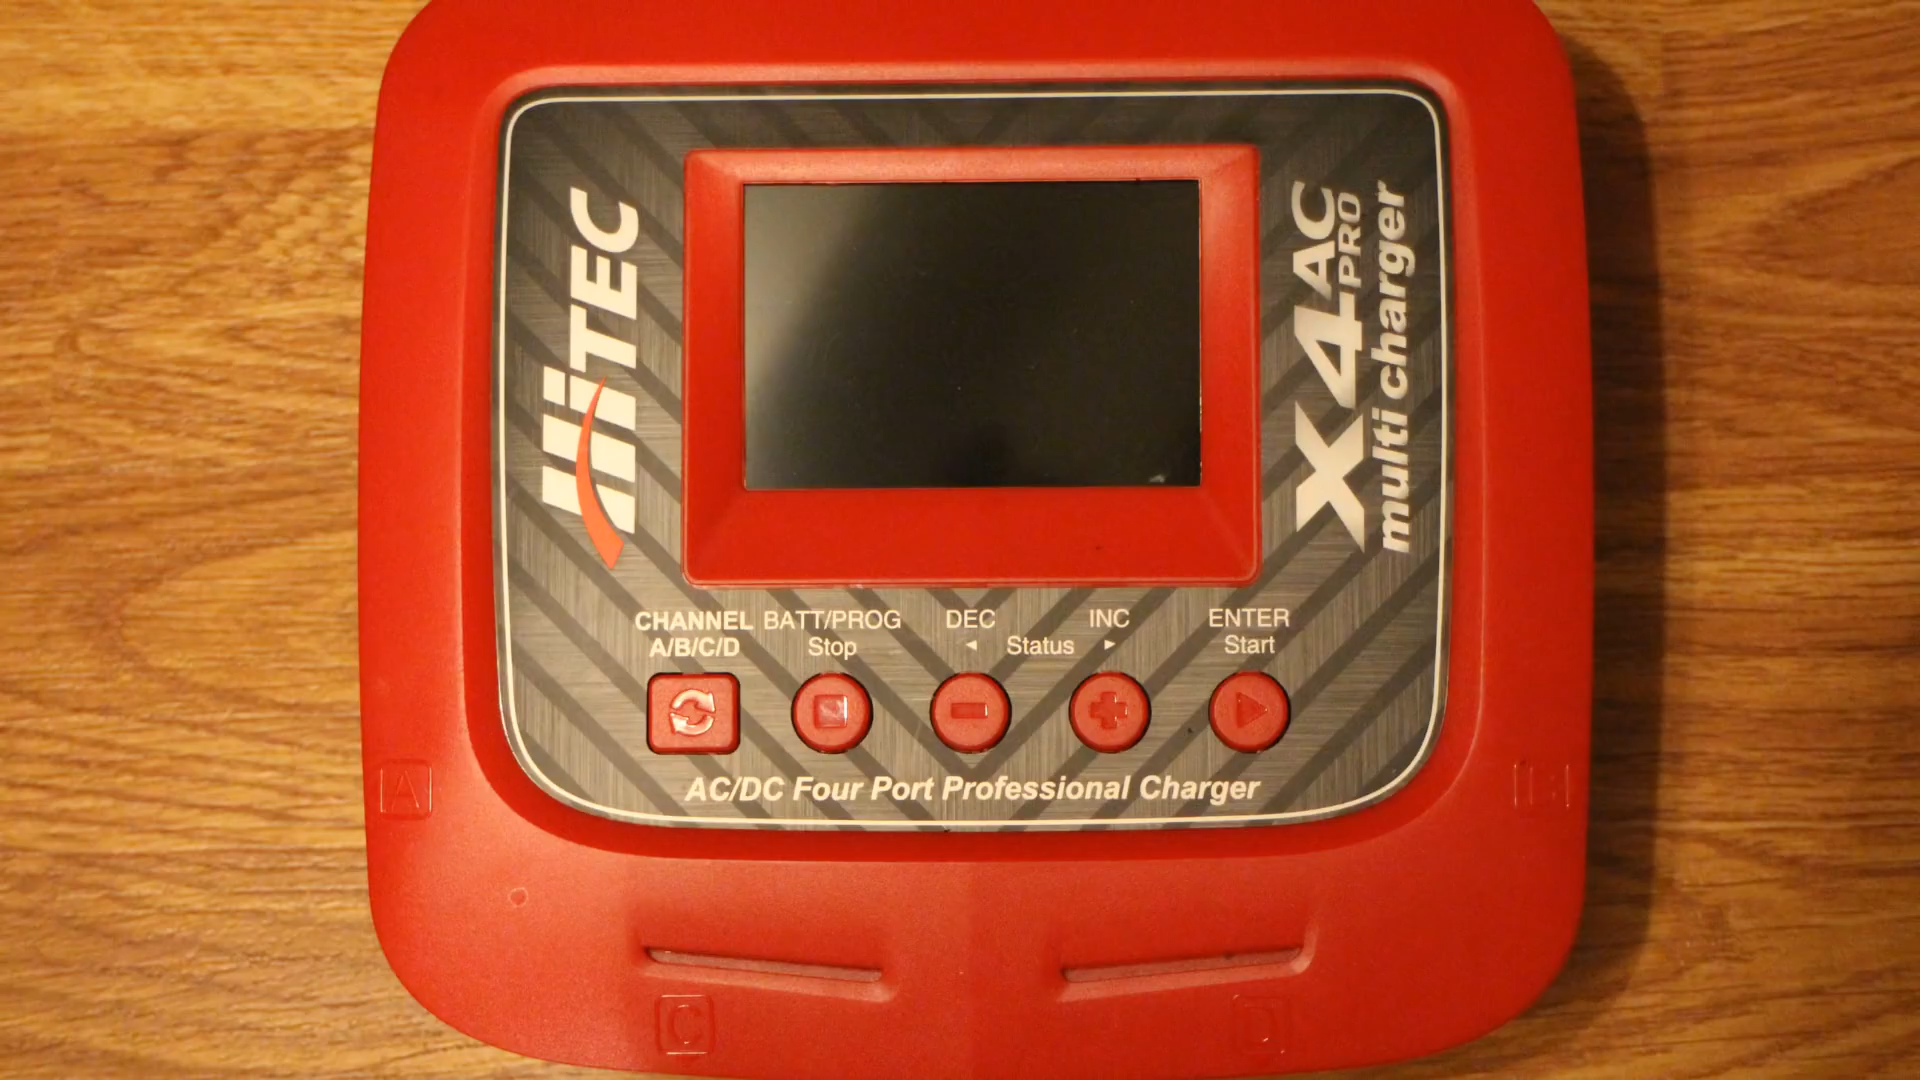 HiTEC
X4 AC PRO
multi charger
CHANNEL BATT/PROG DEC INC ENTER
A/B/C/D Stop ◄ Status ► Start
AC/DC Four Port Professional Charger
A
B
C
D